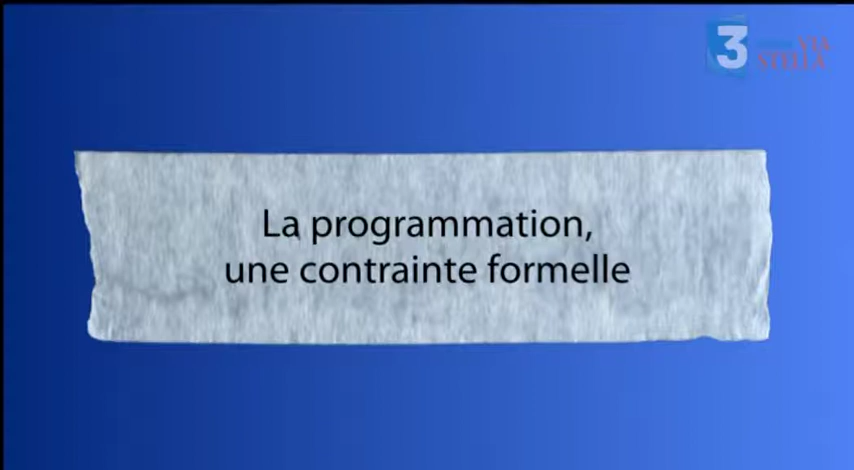 3
VIA
STELLA
La programmation,
une contrainte formelle